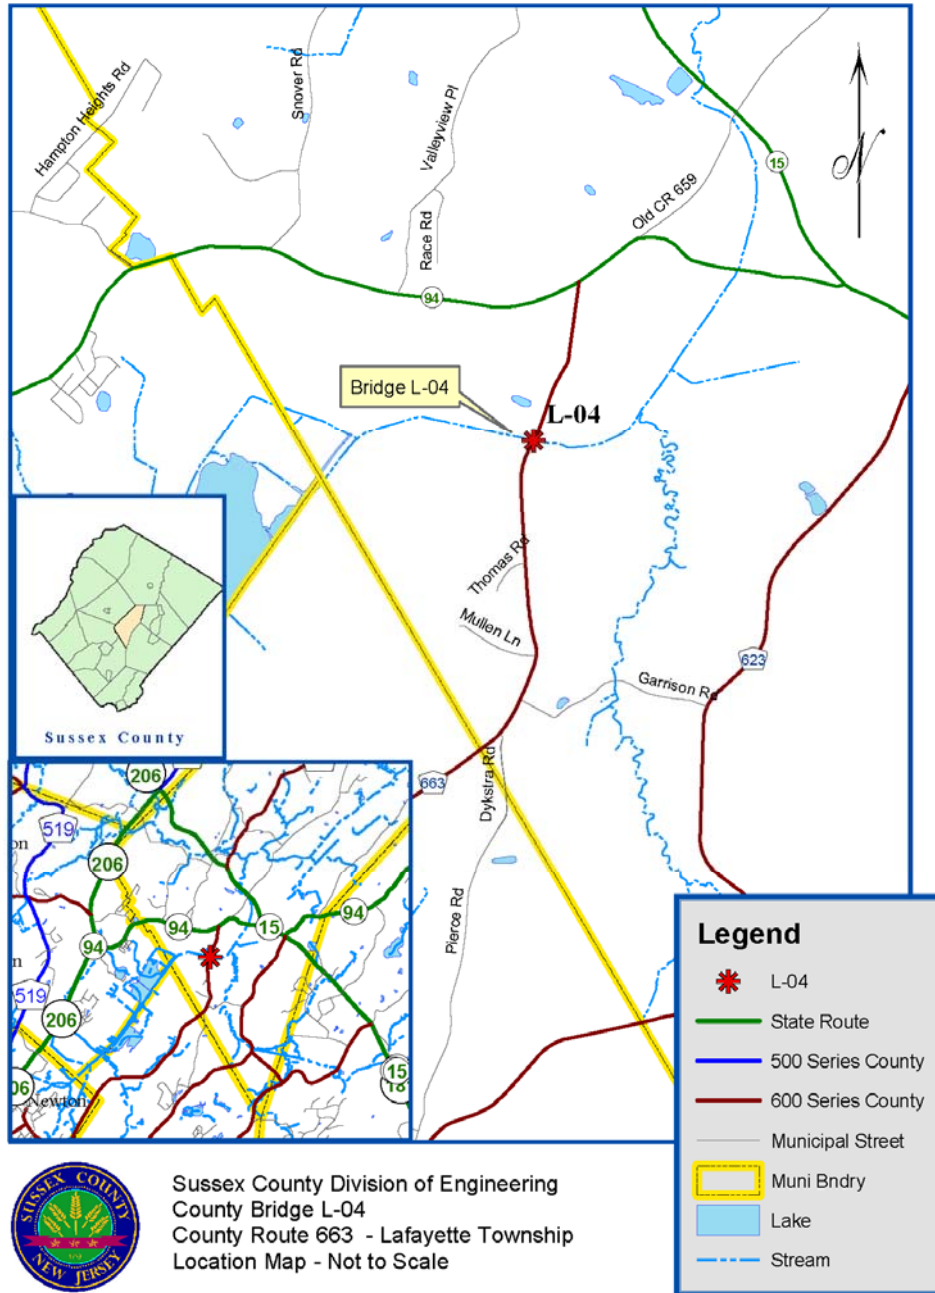 Hampton Heights Rd
Snover Rd
Valleyview Pl
Race Rd
Old CR 659
15
N
94
Bridge L-04
L-04
Thomas Rd
Mullen Ln
Garrison Rd
623
663
Dykstra Rd
Pierce Rd
Sussex County
206
519
on
206
94
94
94
15
n
519
206
15
18
06
Newton
Legend
L-04
State Route
500 Series County
600 Series County
Municipal Street
Muni Bndry
Lake
Stream
SUSSEX COUNTY
NEW JERSEY
Sussex County Division of Engineering
County Bridge L-04
County Route 663 - Lafayette Township
Location Map - Not to Scale